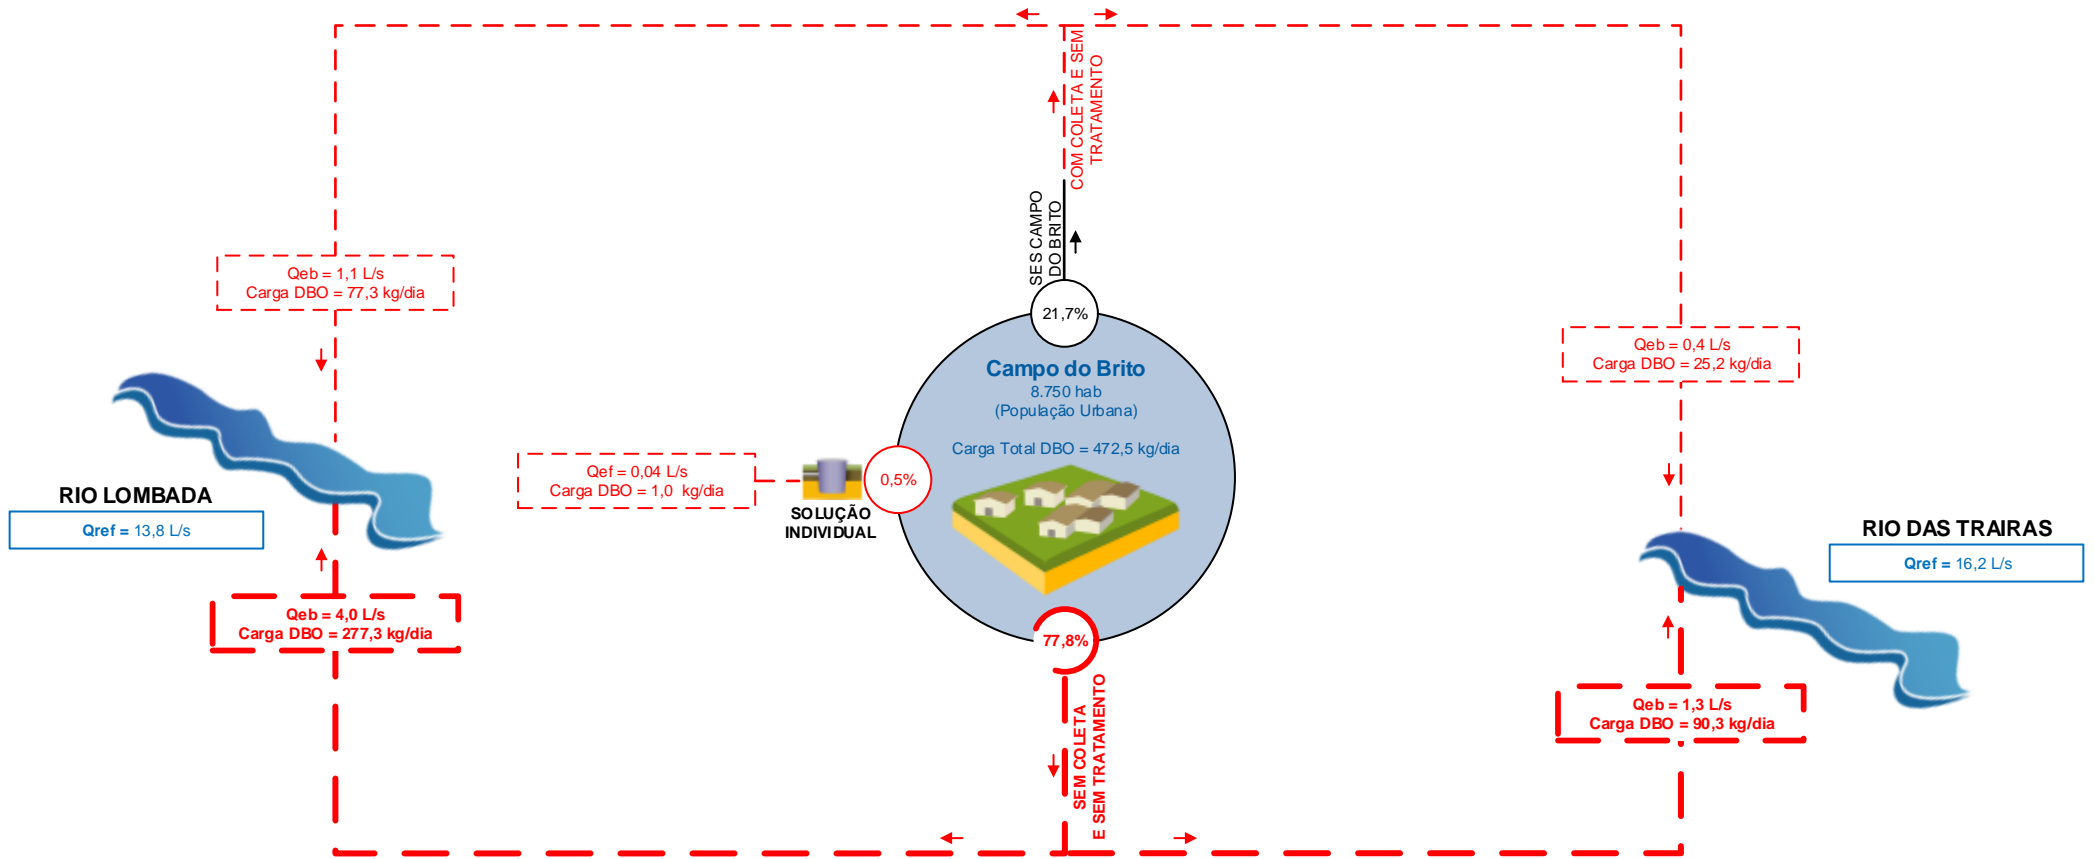 COM COLETA E SEM
TRATAMENTO
SES CAMPO
DO BRITO
21,7%
Qeb = 1,1 L/s
Carga DBO = 77,3 kg/dia
Qeb = 0,4 L/s
Carga DBO = 25,2 kg/dia
Campo do Brito
8.750 hab
(População Urbana)
Carga Total DBO = 472,5 kg/dia
Qef = 0,04 L/s
Carga DBO = 1,0 kg/dia
0,5%
SOLUÇÃO
INDIVIDUAL
RIO LOMBADA
Qref = 13,8 L/s
RIO DAS TRAIRAS
Qref = 16,2 L/s
Qeb = 4,0 L/s
Carga DBO = 277,3 kg/dia
77,8%
Qeb = 1,3 L/s
Carga DBO = 90,3 kg/dia
SEM COLETA
E SEM TRATAMENTO